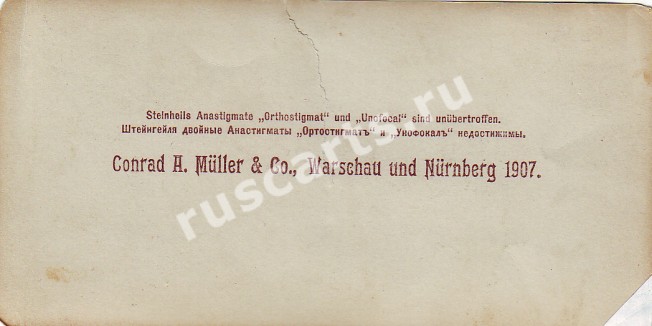 Steinheils Anastigmate „Orthostigmat“ und „Unofocal“ sind unübertroffen.
Штейнгейля двойные Анастигматы „Ортостигматъ“ и „Унофокалъ“ недостижимы.
Conrad A. Müller & Co., Warschau und Nürnberg 1907.
ruscarts.ru